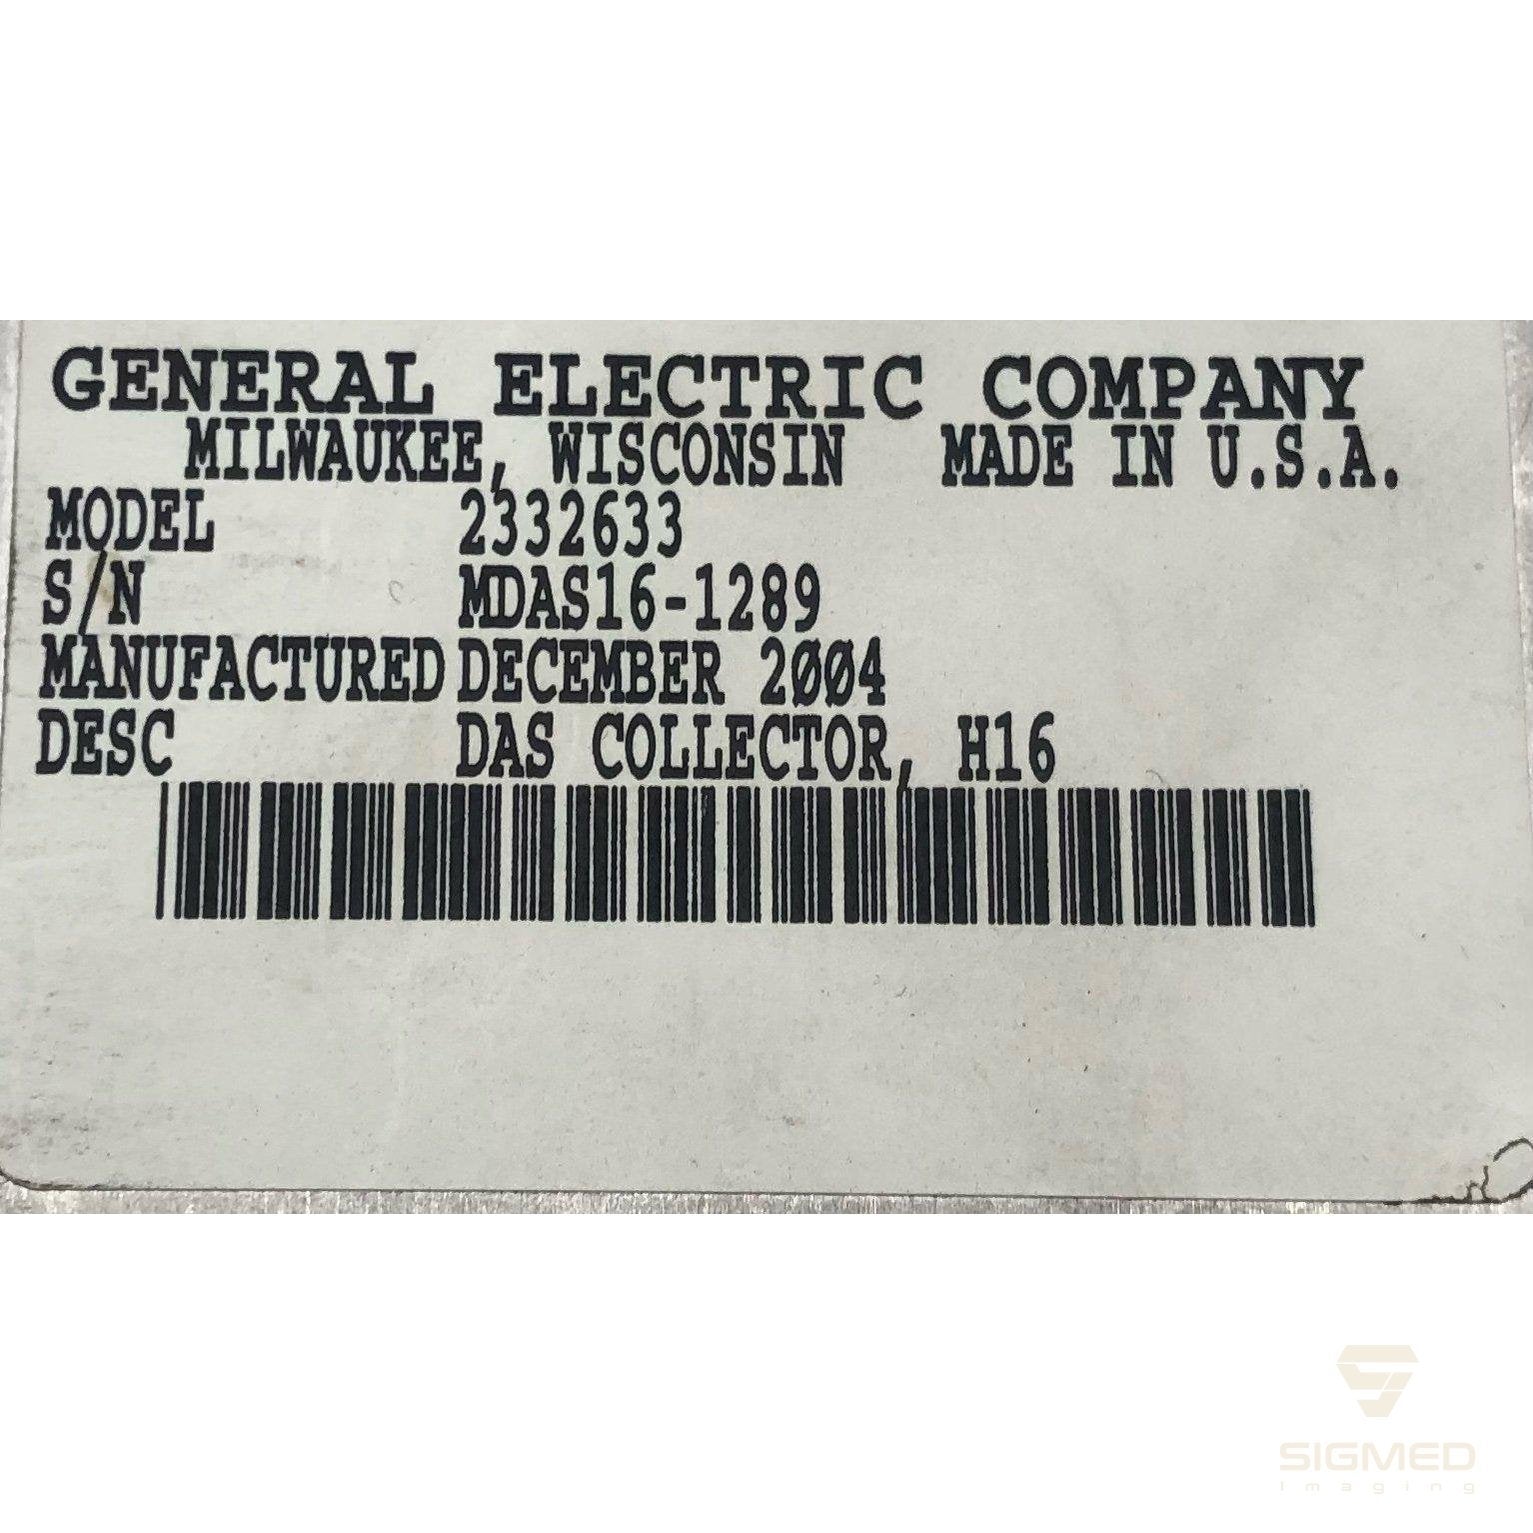 GENERAL ELECTRIC COMPANY
MILWAUKEE, WISCONSIN MADE IN U.S.A.
MODEL 2332633
S/N MDAS16-1289
MANUFACTURED DECEMBER 2004
DESC DAS COLLECTOR, H16
SIGMED
Imaging